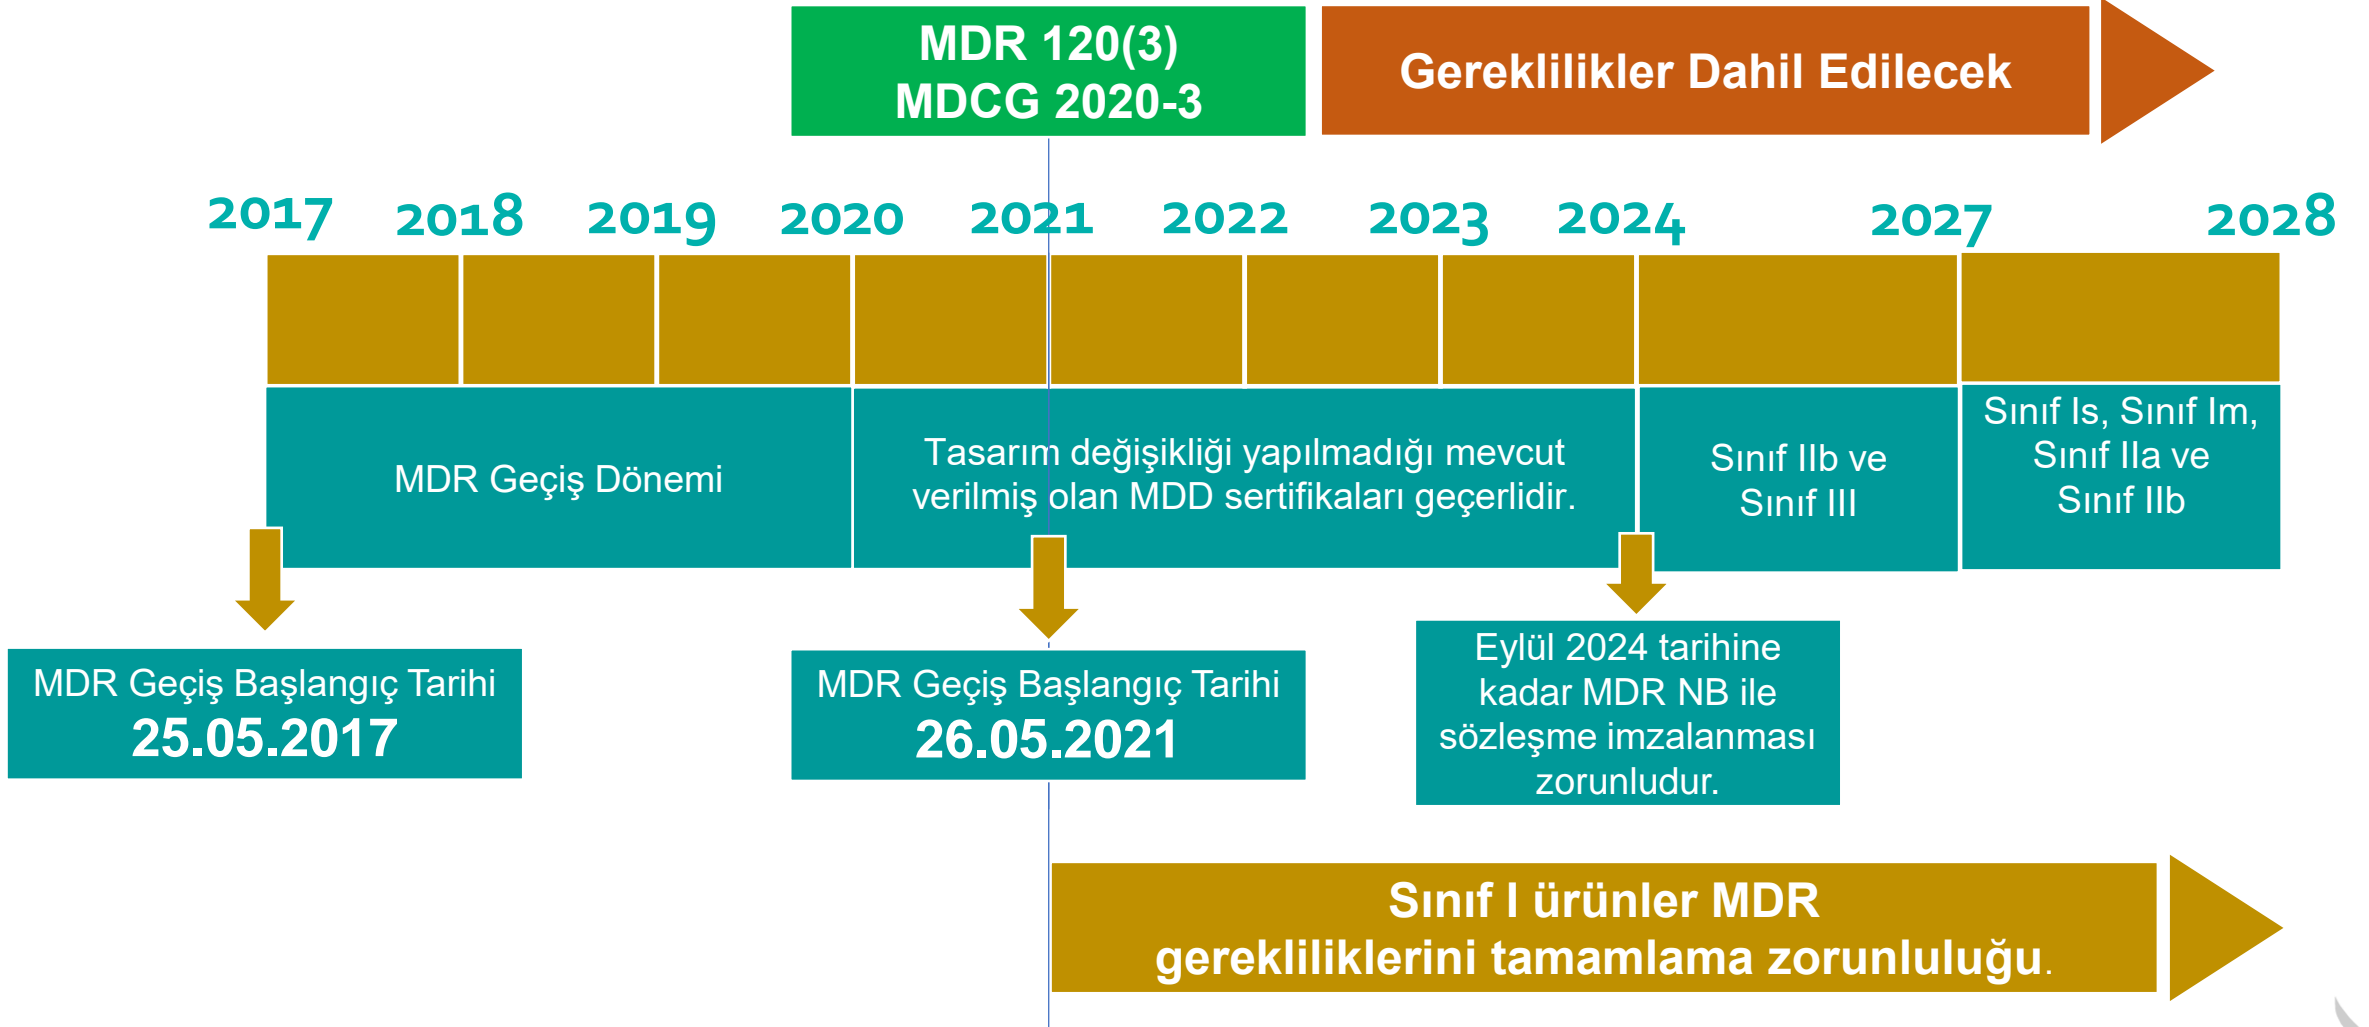 MDR 120(3)
MDCG 2020-3
Gereklilikler Dahil Edilecek
2017
2018
2019
2020
2021
2022
2023
2024
2027
2028
MDR Geçiş Dönemi
Tasarım değişikliği yapılmadığı mevcut
verilmiş olan MDD sertifikaları geçerlidir.
Sınıf IIb ve
Sınıf III
Sınıf Is, Sınıf Im,
Sınıf IIa ve
Sınıf IIb
MDR Geçiş Başlangıç Tarihi
25.05.2017
MDR Geçiş Başlangıç Tarihi
26.05.2021
Eylül 2024 tarihine
kadar MDR NB ile
sözleşme imzalanması
zorunludur.
Sınıf I ürünler MDR
gerekliliklerini tamamlama zorunluluğu.